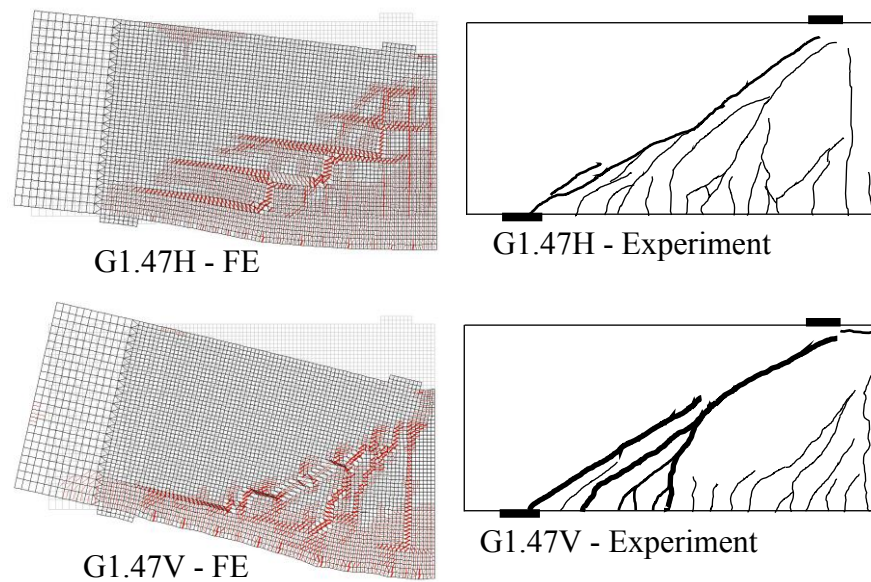 G1.47H - FE
G1.47H - Experiment
G1.47V - FE
G1.47V - Experiment